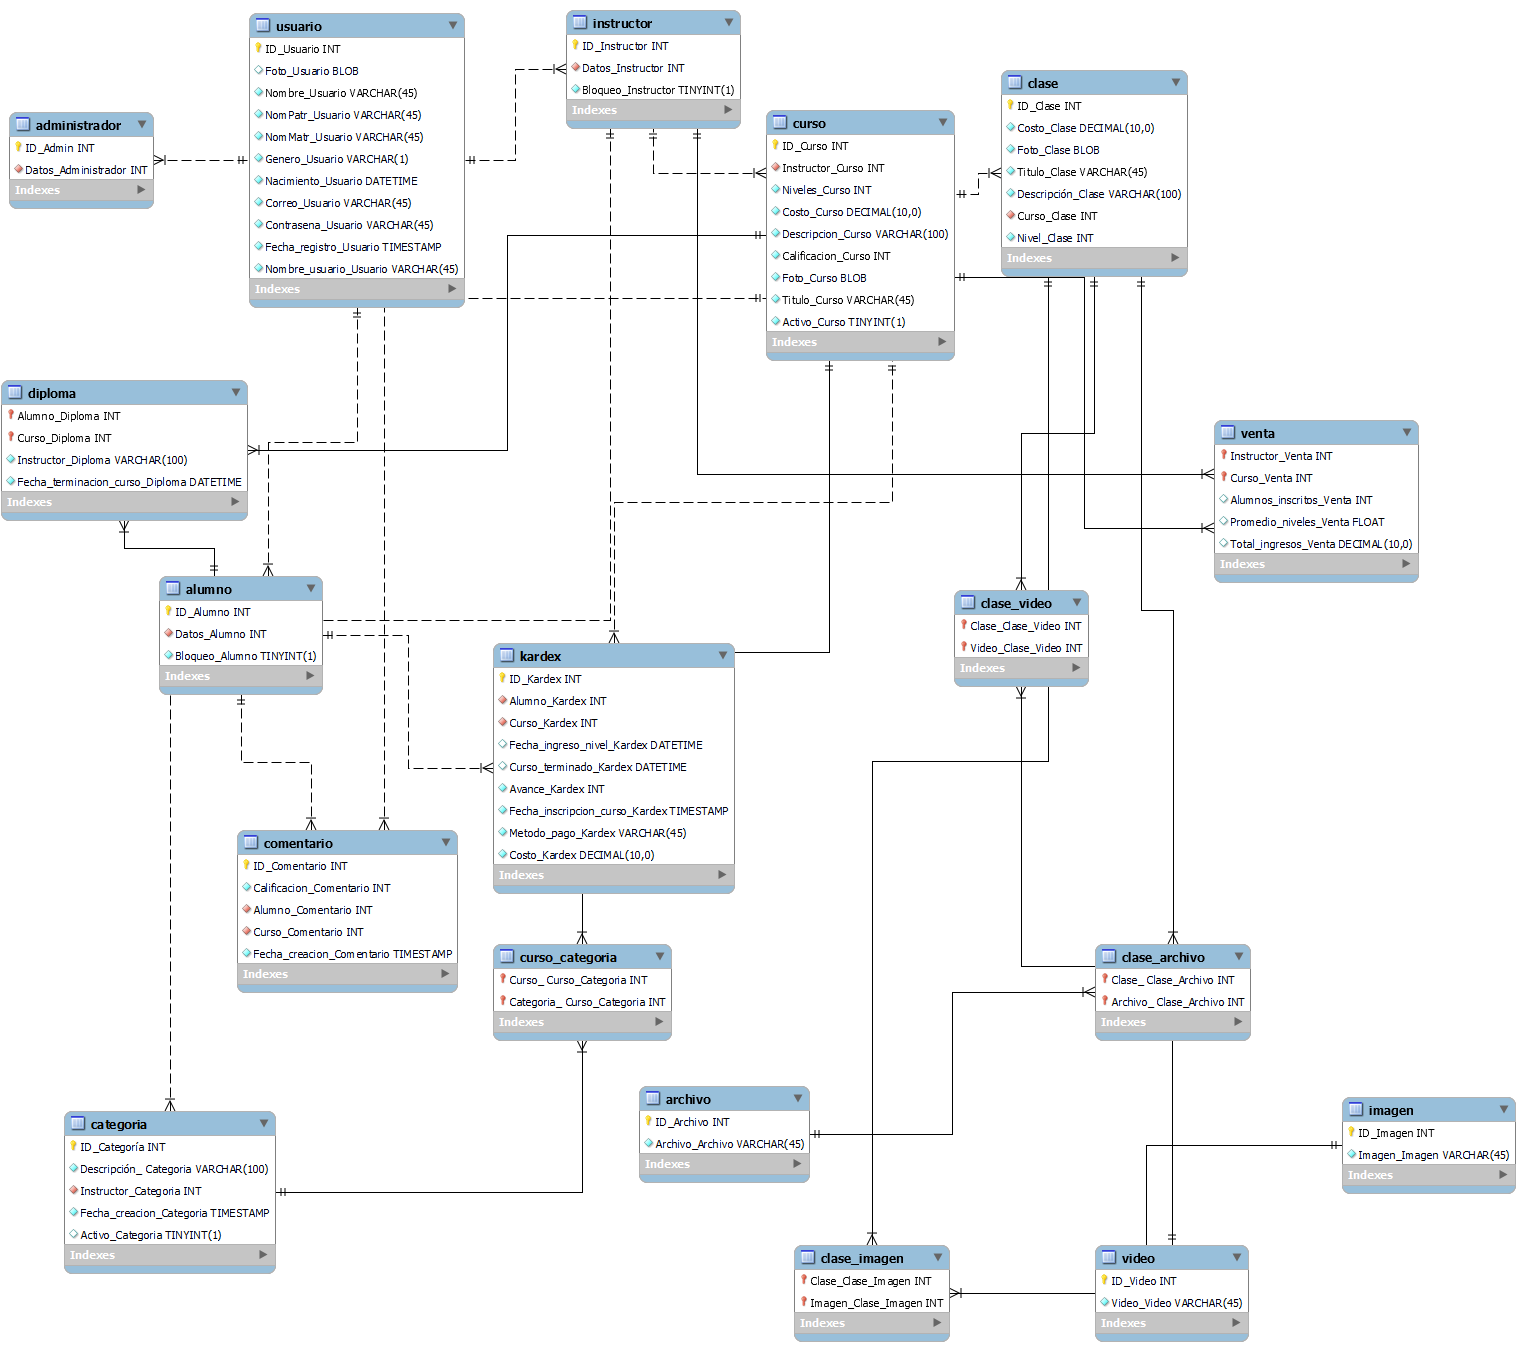 usuario
ID_Usuario INT
Foto_Usuario BLOB
Nombre_Usuario VARCHAR(45)
NomPatr_Usuario VARCHAR(45)
NomMatr_Usuario VARCHAR(45)
Genero_Usuario VARCHAR(1)
Nacimiento_Usuario DATETIME
Correo_Usuario VARCHAR(45)
Contrasena_Usuario VARCHAR(45)
Fecha_registro_Usuario TIMESTAMP
Nombre_usuario_Usuario VARCHAR(45)
Indexes
instructor
ID_Instructor INT
Datos_Instructor INT
Bloqueo_Instructor TINYINT(1)
Indexes
clase
ID_Clase INT
Costo_Clase DECIMAL(10,0)
Foto_Clase BLOB
Titulo_Clase VARCHAR(45)
Descripción_Clase VARCHAR(100)
Curso_Clase INT
Nivel_Clase INT
Indexes
administrador
ID_Admin INT
Datos_Administrador INT
Indexes
curso
ID_Curso INT
Instructor_Curso INT
Niveles_Curso INT
Costo_Curso DECIMAL(10,0)
Descripcion_Curso VARCHAR(100)
Calificacion_Curso INT
Foto_Curso BLOB
Titulo_Curso VARCHAR(45)
Activo_Curso TINYINT(1)
Indexes
diploma
Alumno_Diploma INT
Curso_Diploma INT
Instructor_Diploma VARCHAR(100)
Fecha_terminacion_curso_Diploma DATETIME
Indexes
venta
Instructor_Venta INT
Curso_Venta INT
Alumnos_inscritos_Venta INT
Promedio_niveles_Venta FLOAT
Total_ingresos_Venta DECIMAL(10,0)
Indexes
alumno
ID_Alumno INT
Datos_Alumno INT
Bloqueo_Alumno TINYINT(1)
Indexes
clase_video
Clase_Clase_Video INT
Video_Clase_Video INT
Indexes
kardex
ID_Kardex INT
Alumno_Kardex INT
Curso_Kardex INT
Fecha_ingreso_nivel_Kardex DATETIME
Curso_terminado_Kardex DATETIME
Avance_Kardex INT
Fecha_inscripcion_curso_Kardex TIMESTAMP
Metodo_pago_Kardex VARCHAR(45)
Costo_Kardex DECIMAL(10,0)
Indexes
comentario
ID_Comentario INT
Calificacion_Comentario INT
Alumno_Comentario INT
Curso_Comentario INT
Fecha_creacion_Comentario TIMESTAMP
Indexes
curso_categoria
Curso_ Curso_Categoria INT
Categoria_ Curso_Categoria INT
Indexes
clase_archivo
Clase_ Clase_Archivo INT
Archivo_ Clase_Archivo INT
Indexes
archivo
ID_Archivo INT
Archivo_Archivo VARCHAR(45)
Indexes
imagen
ID_Imagen INT
Imagen_Imagen VARCHAR(45)
Indexes
categoria
ID_Categoría INT
Descripción_ Categoria VARCHAR(100)
Instructor_Categoria INT
Fecha_creacion_Categoria TIMESTAMP
Activo_Categoria TINYINT(1)
Indexes
clase_imagen
Clase_Clase_Imagen INT
Imagen_Clase_Imagen INT
Indexes
video
ID_Video INT
Video_Video VARCHAR(45)
Indexes